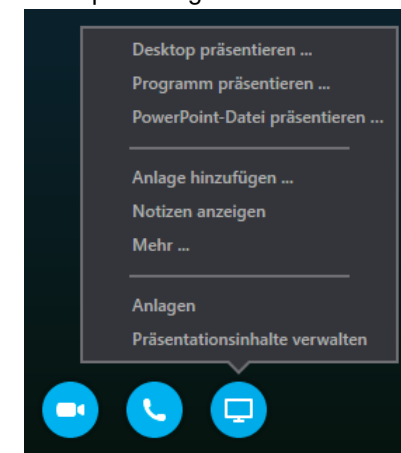 Desktop präsentieren ...
Programm präsentieren ...
PowerPoint-Datei präsentieren ...
Anlage hinzufügen ...
Notizen anzeigen
Mehr ...
Anlagen
Präsentationsinhalte verwalten